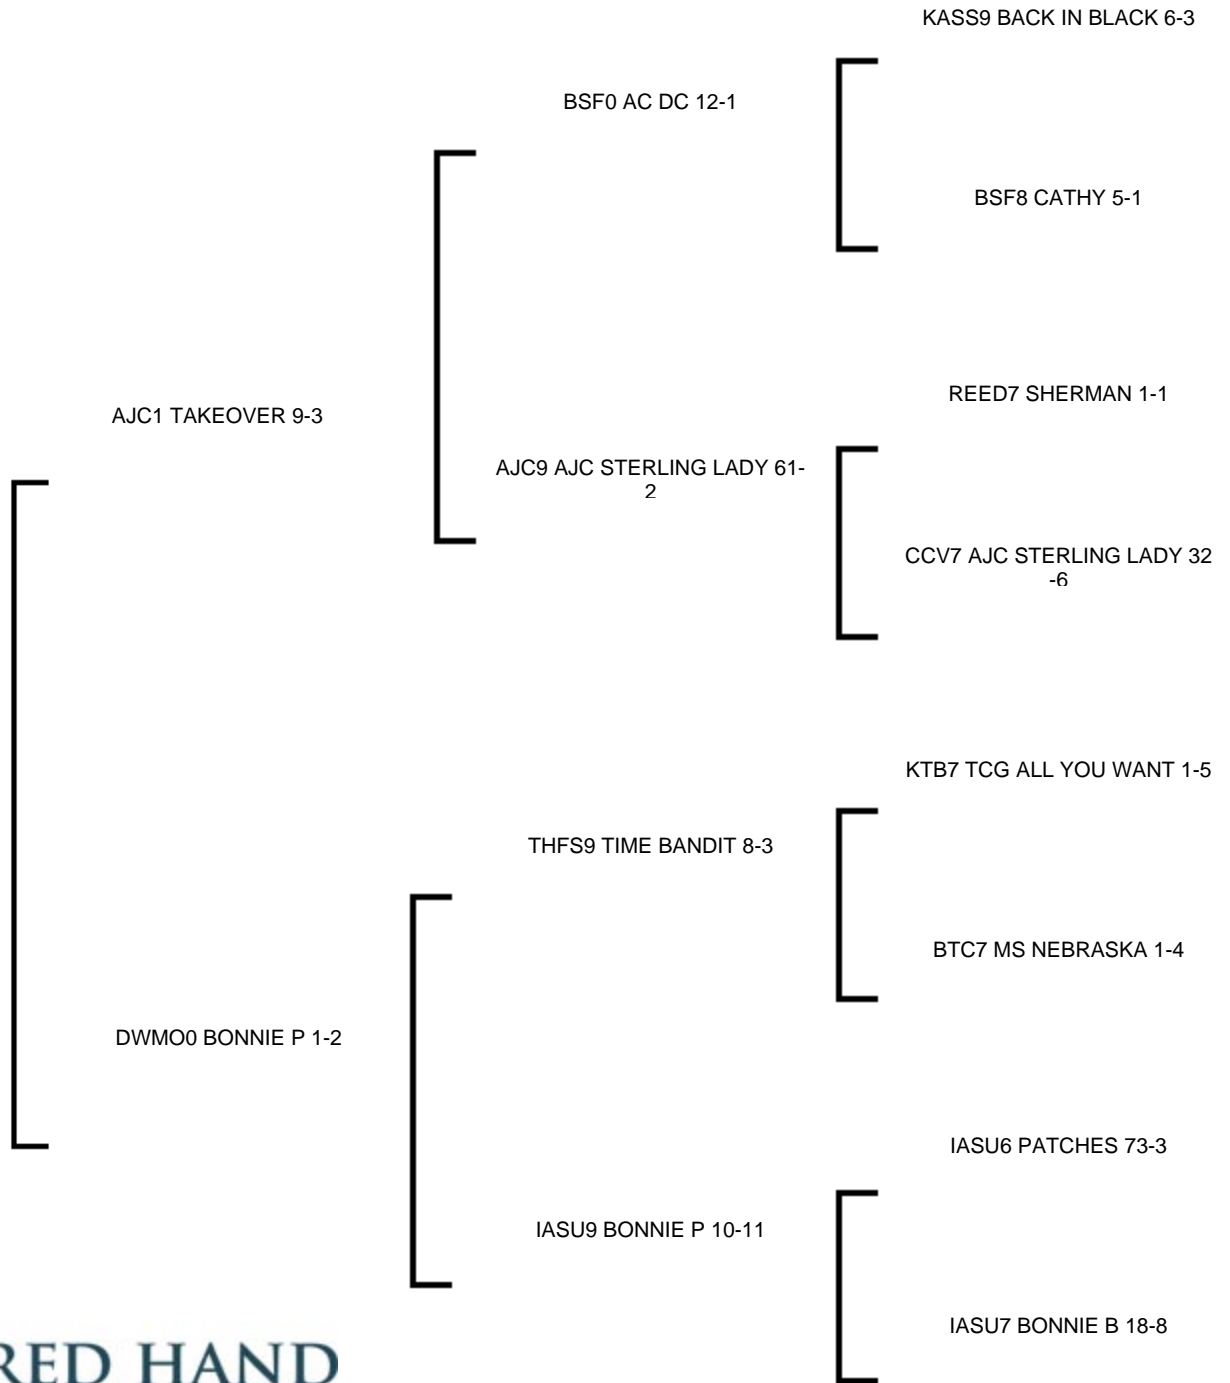 KASS9 BACK IN BLACK 6-3
BSF0 AC DC 12-1
BSF8 CATHY 5-1
REED7 SHERMAN 1-1
AJC1 TAKEOVER 9-3
AJC9 AJC STERLING LADY 61-
2
CCV7 AJC STERLING LADY 32
-6
KTB7 TCG ALL YOU WANT 1-5
THFS9 TIME BANDIT 8-3
BTC7 MS NEBRASKA 1-4
DWMO0 BONNIE P 1-2
IASU6 PATCHES 73-3
IASU9 BONNIE P 10-11
IASU7 BONNIE B 18-8
RED HAND